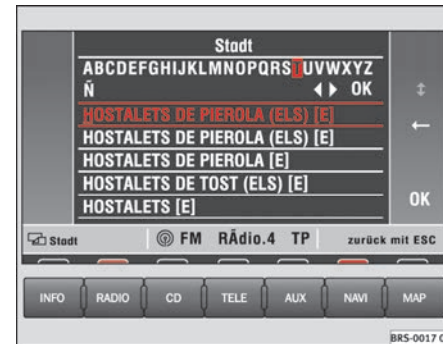 Stadt
ABCDEFGHIJKLMNOPQRSTUVWXYZ
Ñ OK
HOSTALETS DE PIEROLA (ELS) [E]
HOSTALETS DE PIEROLA (ELS) [E]
HOSTALETS DE PIEROLA [E]
HOSTALETS DE TOST (ELS) [E]
HOSTALETS [E]
OK
Stadt FM RÃdio.4 TP zurück mit ESC
INFO RADIO CD TELE AUX NAVI MAP
BRS-0017